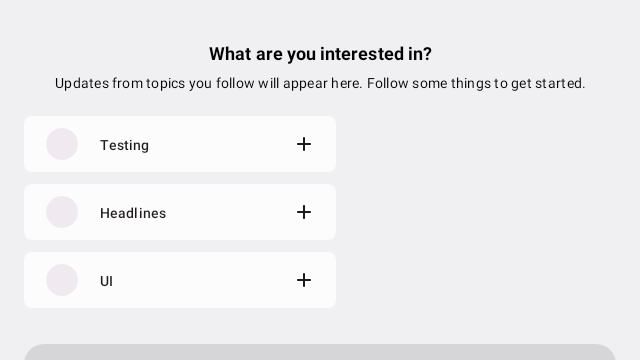 What are you interested in?
Updates from topics you follow will appear here. Follow some things to get started.
Testing
Headlines
UI